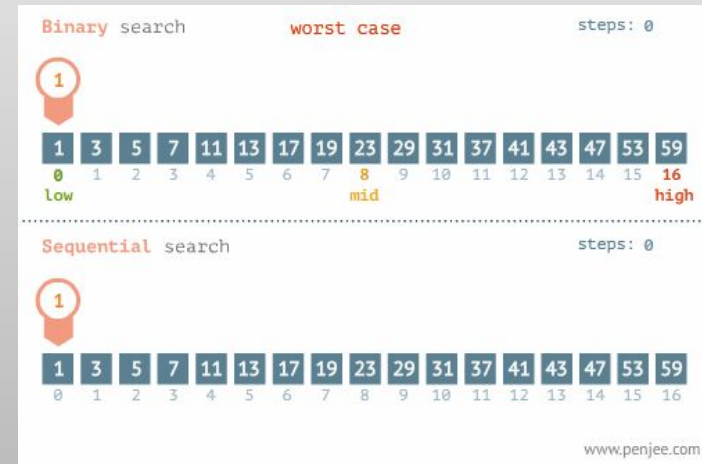 Binary search worst case steps: 0
1
1 3 5 7 11 13 17 19 23 29 31 37 41 43 47 53 59
0 1 2 3 4 5 6 7 8 9 10 11 12 13 14 15 16
low mid high
Sequential search steps: 0
1
1 3 5 7 11 13 17 19 23 29 31 37 41 43 47 53 59
0 1 2 3 4 5 6 7 8 9 10 11 12 13 14 15 16
www.penjee.com